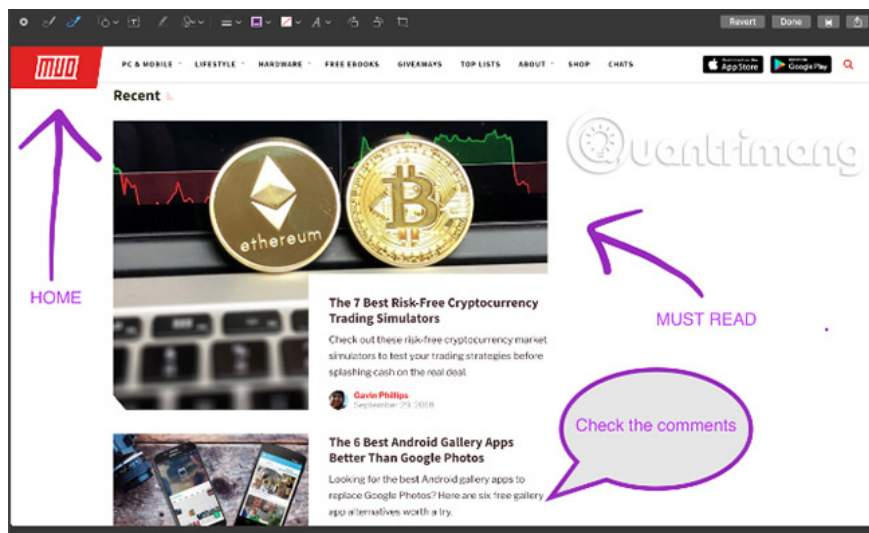 Revert Done
MUO
PC & MOBILE LIFESTYLE HARDWARE FREE EBOOKS GIVEAWAYS TOP LISTS ABOUT SHOP CHATS
App Store Google Play
Recent
Quantrimang
ethereum
HOME
The 7 Best Risk-Free Cryptocurrency
Trading Simulators
MUST READ
Check out these risk-free cryptocurrency market
simulators to test your trading strategies before
splashing cash on the real deal.
Gavin Phillips
September 29, 2018
Check the comments
The 6 Best Android Gallery Apps
Better Than Google Photos
Looking for the best Android gallery apps to
replace Google Photos? Here are six free gallery
app alternatives worth a try.